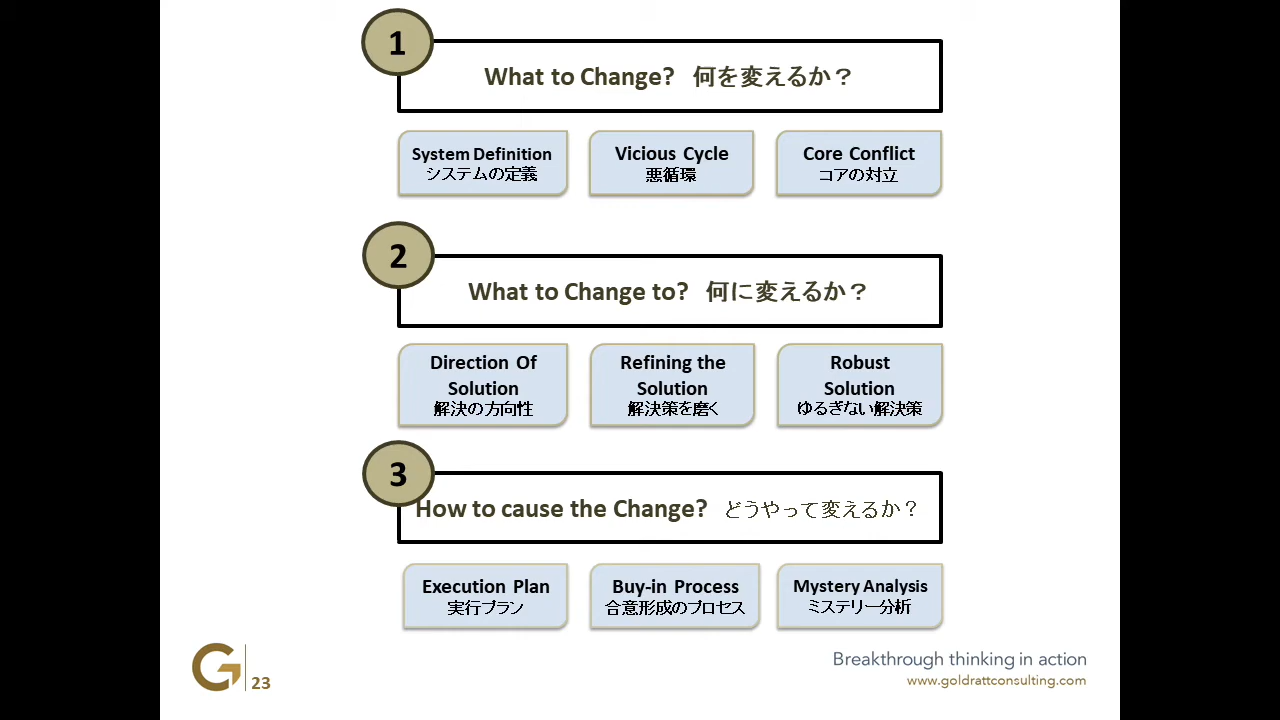 1
What to Change? 何を変えるか？
System Definition
システムの定義
Vicious Cycle
悪循環
Core Conflict
コアの対立
2
What to Change to? 何に変えるか？
Direction Of
Solution
解決の方向性
Refining the
Solution
解決策を磨く
Robust
Solution
ゆるぎない解決策
3
How to cause the Change? どうやって変えるか？
Execution Plan
実行プラン
Buy-in Process
合意形成のプロセス
Mystery Analysis
ミステリー分析
G
23
Breakthrough thinking in action
www.goldrattconsulting.com